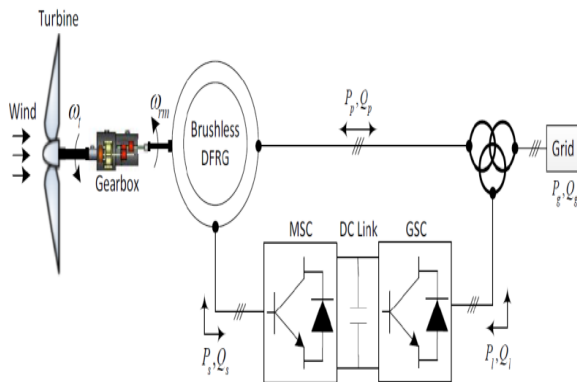 Turbine
Wind
ω_t
Gearbox
ω_rm
Brushless
DFRG
P_p,Q_p
Grid
P_g,Q_g
MSC
DC Link
GSC
P_s,Q_s
P_l,Q_l